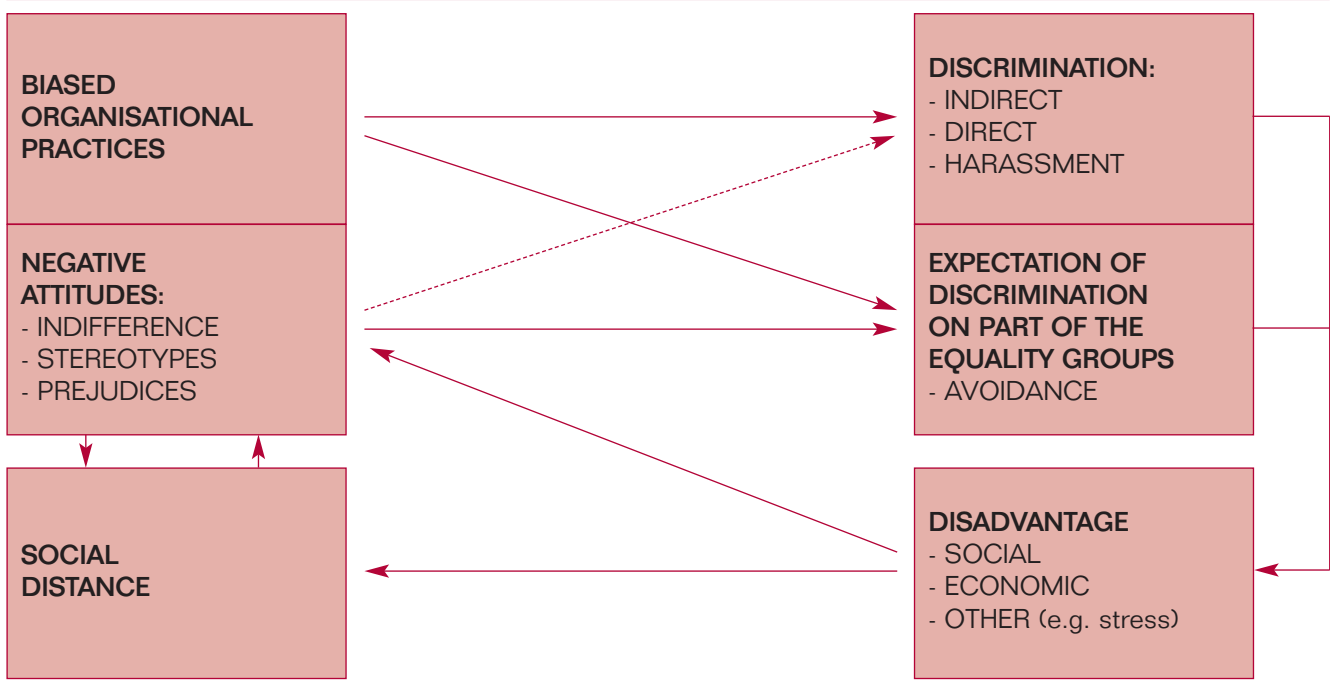 BIASED
ORGANISATIONAL
PRACTICES
NEGATIVE
ATTITUDES:
- INDIFFERENCE
- STEREOTYPES
- PREJUDICES
SOCIAL
DISTANCE
DISCRIMINATION:
- INDIRECT
- DIRECT
- HARASSMENT
EXPECTATION OF
DISCRIMINATION
ON PART OF THE
EQUALITY GROUPS
- AVOIDANCE
DISADVANTAGE
- SOCIAL
- ECONOMIC
- OTHER (e.g. stress)